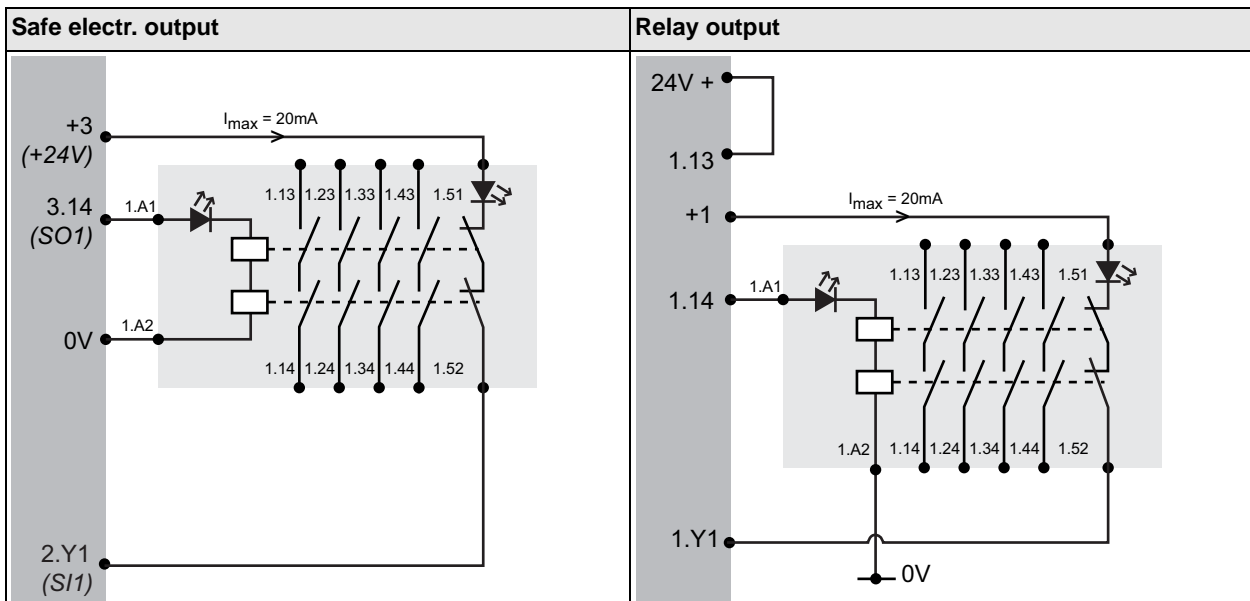 Safe electr. output
Relay output
+3
(+24V)
I max = 20mA
3.14
(SO1)
1.A1
1.13 1.23 1.33 1.43 1.51
0V
1.A2
1.14 1.24 1.34 1.44 1.52
2.Y1
(SI1)
24V +
1.13
+1
I max = 20mA
1.14
1.A1
1.13 1.23 1.33 1.43 1.51
1.A2 1.14 1.24 1.34 1.44 1.52
1.Y1
0V